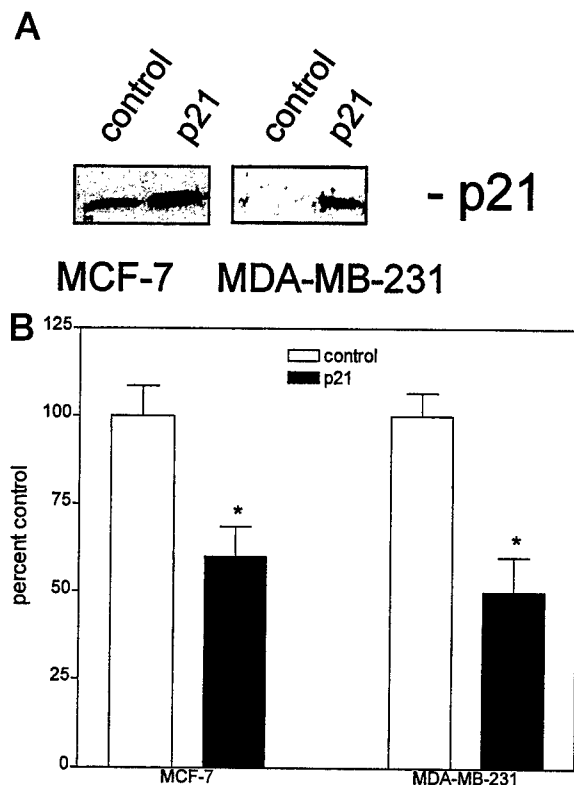 A
control p21 control p21
- p21
MCF-7 MDA-MB-231
B
125
control
p21
100
75
*
*
50
25
0
percent control
MCF-7 MDA-MB-231